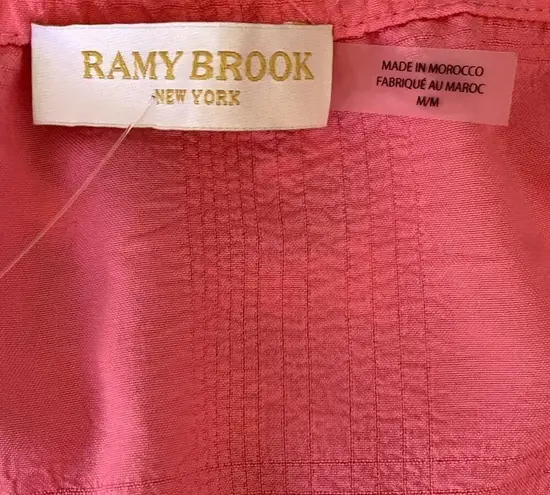 RAMY BROOK
NEW YORK
MADE IN MOROCCO
FABRIQUÉ AU MAROC
M/M